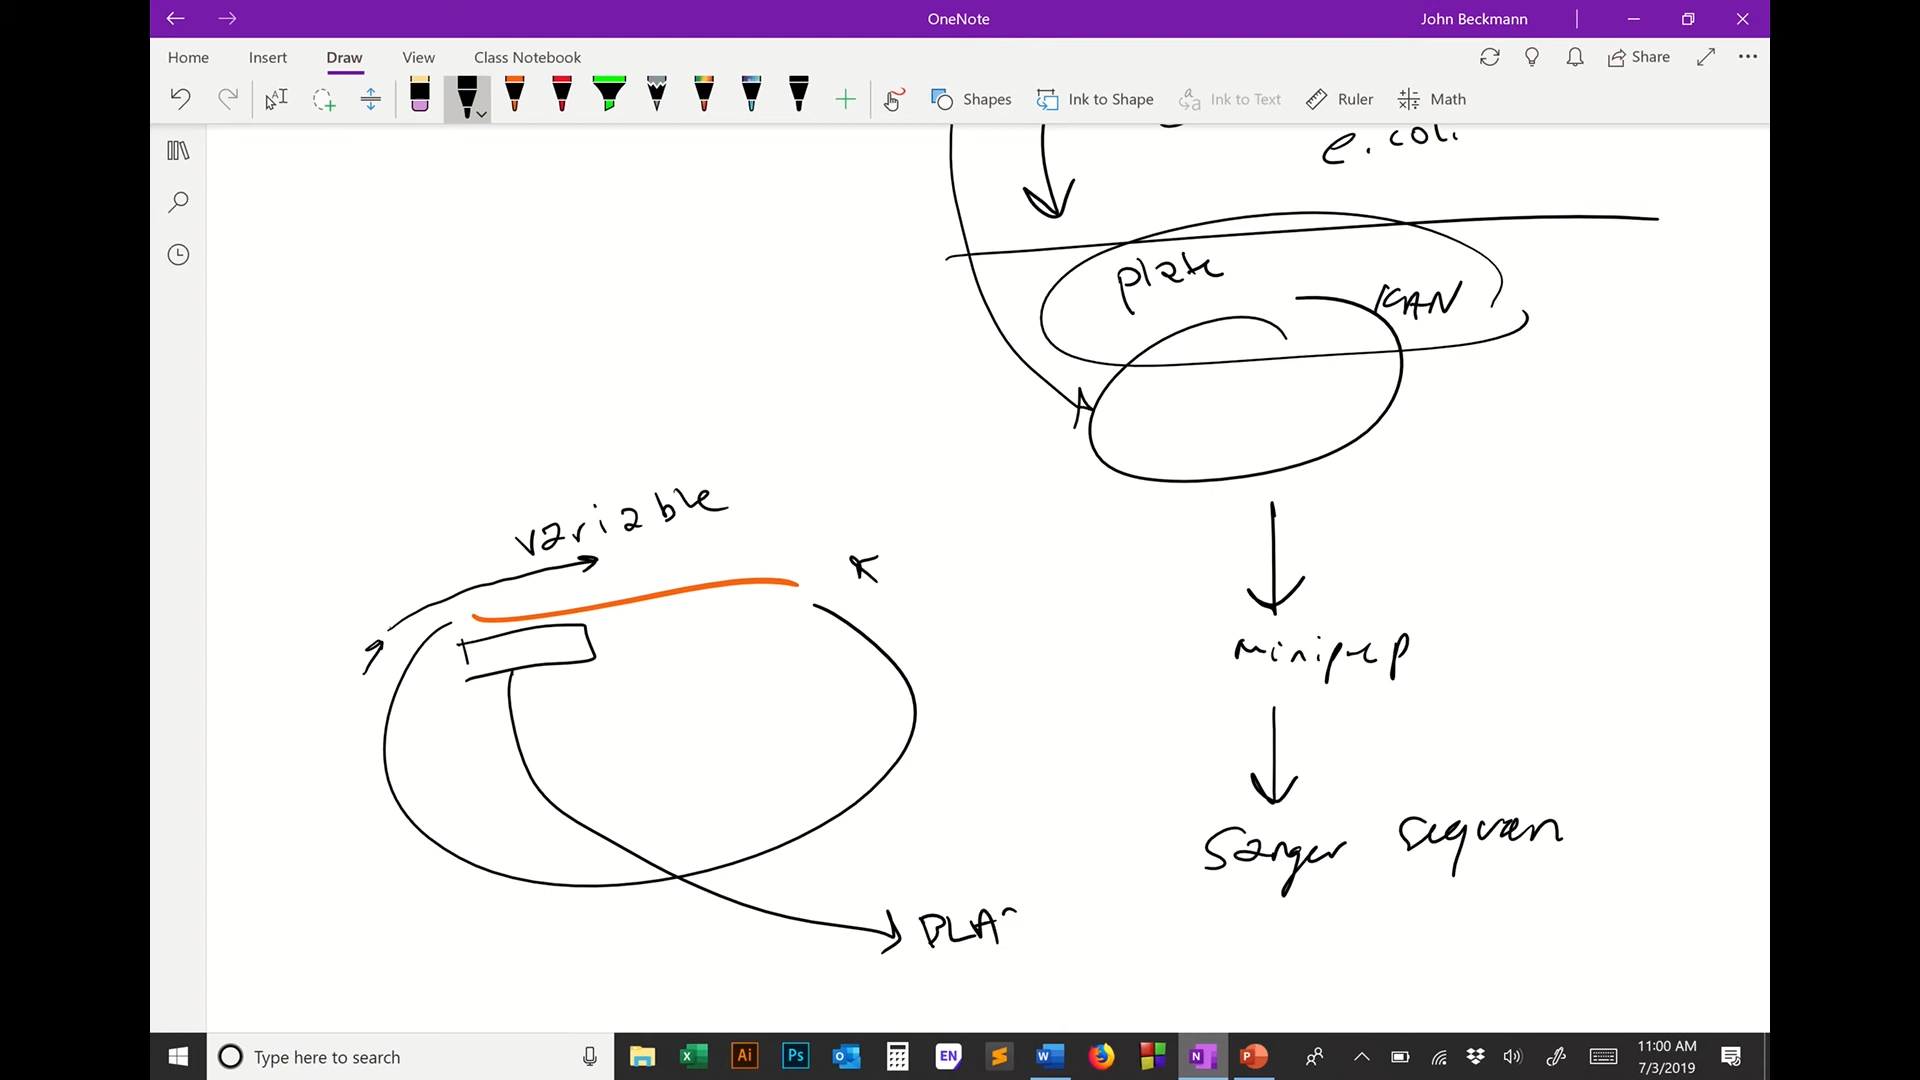 OneNote
John Beckmann
Home Insert Draw View Class Notebook
Share
Shapes Ink to Shape Ink to Text Ruler Math
e. coli
plate
KAN
variable
miniprep
Sanger sequen
BLA
Type here to search
11:00 AM
7/3/2019